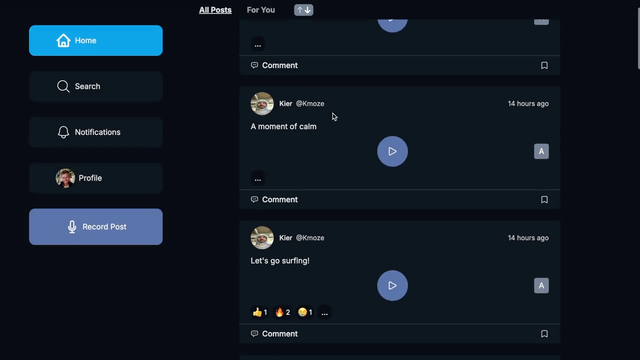 All Posts
For You
Home
Search
Notifications
Profile
Record Post
A
...
Comment
Kier @Kmoze
14 hours ago
A moment of calm
A
...
Comment
Kier @Kmoze
14 hours ago
Let's go surfing!
A
👍1 🔥2 😢1 ...
Comment